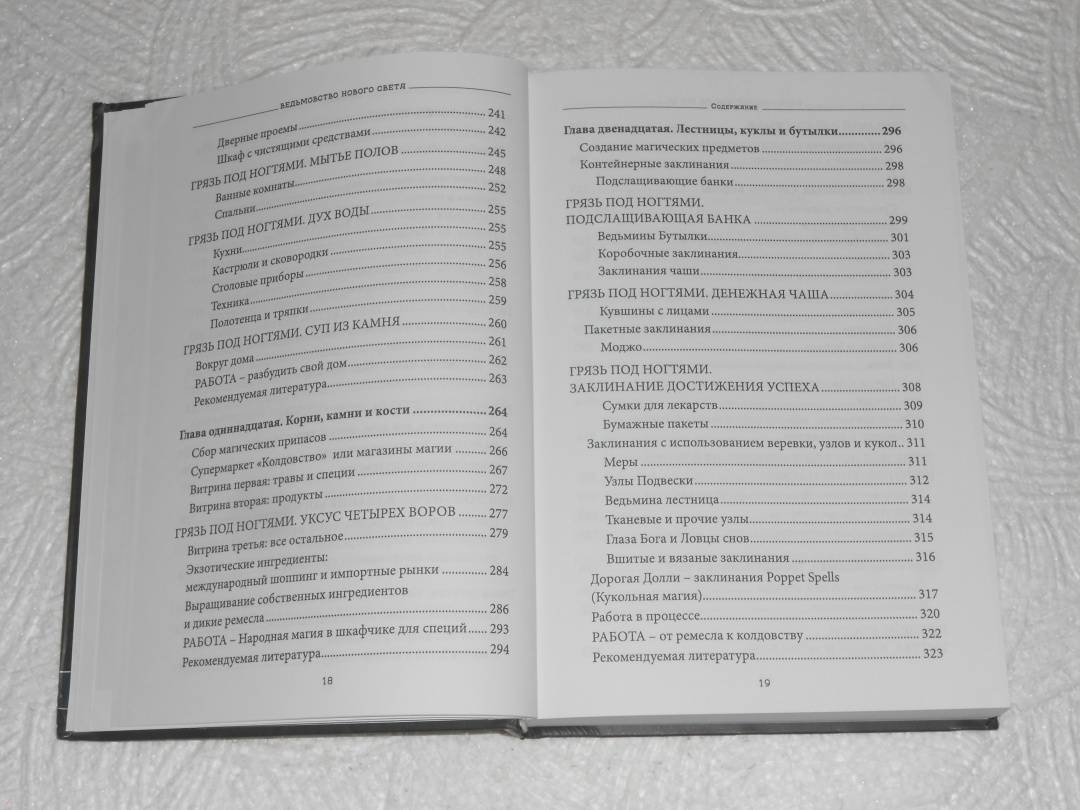 ВЕДЬМОВСТВО НОВОГО СВЕТА
Дверные проемы ... 241
Шкаф с чистящими средствами ... 242
ГРЯЗЬ ПОД НОГТЯМИ. МЫТЬЕ ПОЛОВ ... 245
Ванные комнаты ... 248
Спальни ... 252
ГРЯЗЬ ПОД НОГТЯМИ. ДУХ ВОДЫ ... 255
Кухни ... 255
Кастрюли и сковородки ... 255
Столовые приборы ... 256
Техника ... 258
Полотенца и тряпки ... 259
ГРЯЗЬ ПОД НОГТЯМИ. СУП ИЗ КАМНЯ ... 260
Вокруг дома ... 261
РАБОТА – разбудить свой дом ... 262
Рекомендуемая литература ... 263
Глава одиннадцатая. Корни, камни и кости ... 264
Сбор магических припасов ... 264
Супермаркет «Колдовство» или магазины магии ... 266
Витрина первая: травы и специи ... 267
Витрина вторая: продукты ... 272
ГРЯЗЬ ПОД НОГТЯМИ. УКСУС ЧЕТЫРЕХ ВОРОВ ... 277
Витрина третья: все остальное ... 279
Экзотические ингредиенты:
международный шоппинг и импортные рынки ... 284
Выращивание собственных ингредиентов
и дикие ремесла ... 286
РАБОТА – Народная магия в шкафчике для специй ... 293
Рекомендуемая литература ... 294
18
Содержание
Глава двенадцатая. Лестницы, куклы и бутылки ... 296
Создание магических предметов ... 296
Контейнерные заклинания ... 298
Подслащивающие банки ... 298
ГРЯЗЬ ПОД НОГТЯМИ.
ПОДСЛАЩИВАЮЩАЯ БАНКА ... 299
Ведьмины Бутылки ... 301
Коробочные заклинания ... 303
Заклинания чаши ... 303
ГРЯЗЬ ПОД НОГТЯМИ. ДЕНЕЖНАЯ ЧАША ... 304
Кувшины с лицами ... 305
Пакетные заклинания ... 306
Моджо ... 306
ГРЯЗЬ ПОД НОГТЯМИ.
ЗАКЛИНАНИЕ ДОСТИЖЕНИЯ УСПЕХА ... 308
Сумки для лекарств ... 309
Бумажные пакеты ... 310
Заклинания с использованием веревки, узлов и кукол.. 311
Меры ... 311
Узлы Подвески ... 312
Ведьмина лестница ... 314
Тканевые и прочие узлы ... 314
Глаза Бога и Ловцы снов ... 315
Вшитые и вязаные заклинания ... 316
Дорогая Долли – заклинания Poppet Spells
(Кукольная магия) ... 317
Работа в процессе ... 320
РАБОТА – от ремесла к колдовству ... 322
Рекомендуемая литература ... 323
19